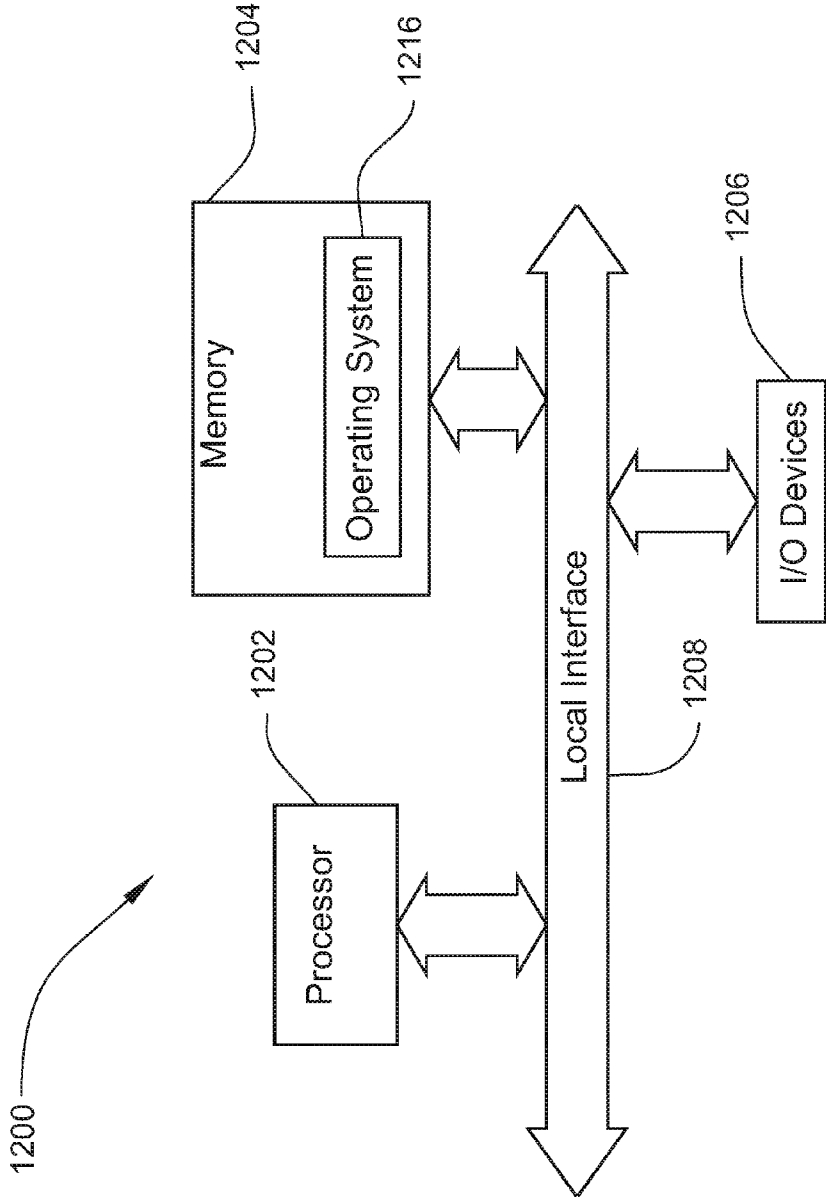 1200
Processor
1202
Memory
1204
Operating System
1216
Local Interface
1208
I/O Devices
1206